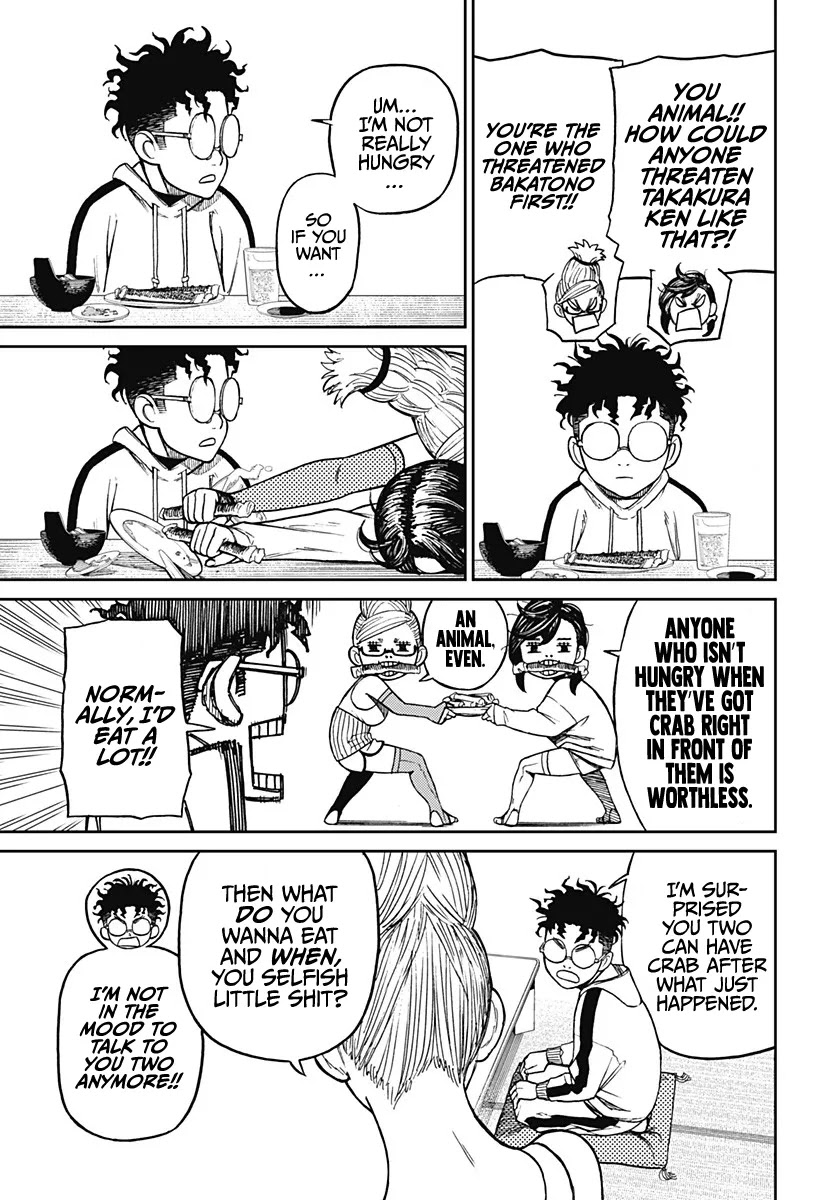 YOU
ANIMAL!!
HOW COULD
ANYONE
THREATEN
TAKAKURA
KEN LIKE
THAT?!
YOU'RE THE
ONE WHO
THREATENED
BAKATONO
FIRST!!
UM...
I'M NOT
REALLY
HUNGRY
...
SO
IF YOU
WANT
...
ANYONE
WHO ISN'T
HUNGRY WHEN
THEY'VE GOT
CRAB RIGHT
IN FRONT OF
THEM IS
WORTHLESS.
AN
ANIMAL,
EVEN.
NORM-
ALLY, I'D
EAT A
LOT!!
I'M SUR-
PRISED
YOU TWO
CAN HAVE
CRAB AFTER
WHAT JUST
HAPPENED.
THEN WHAT
DO YOU
WANNA EAT
AND WHEN,
YOU SELFISH
LITTLE SHIT?
I'M NOT
IN THE
MOOD TO
TALK TO
YOU TWO
ANYMORE!!